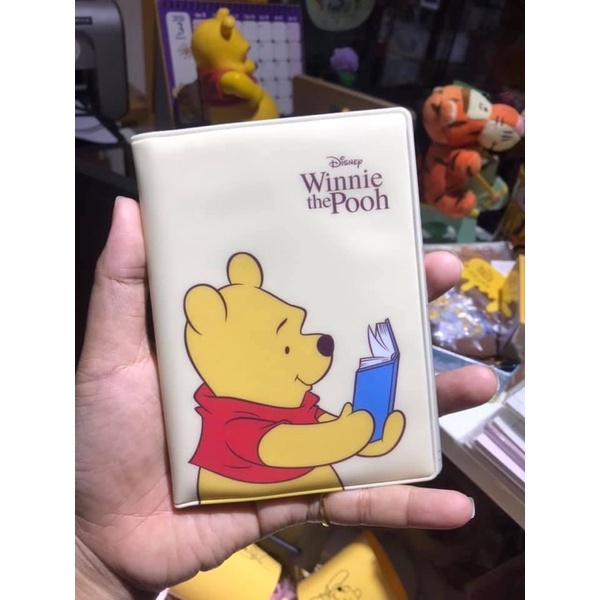 Disney
Winnie
the Pooh